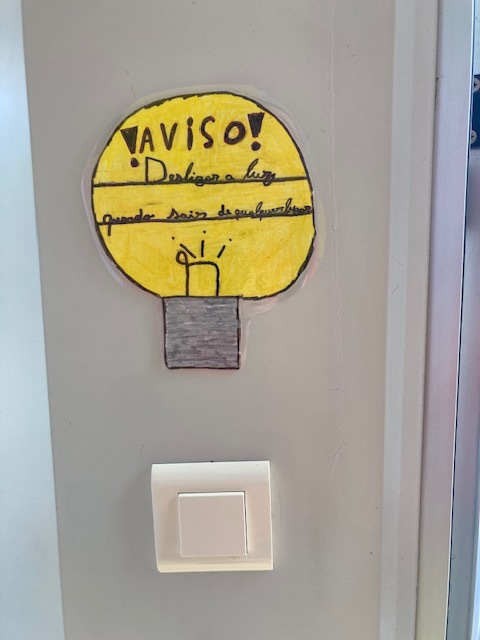 !AVISO!
Desligar a luz
quando sair de qualquer lugar